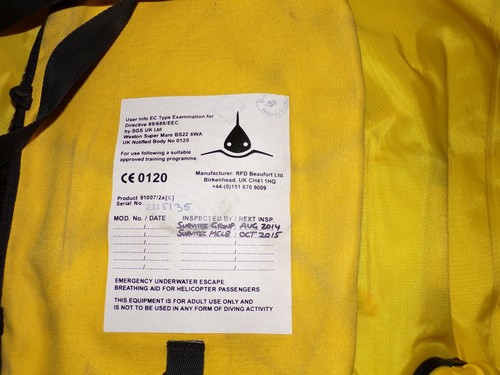 User Info EC Type Examination for
Directive 89/686/EEC
by SGS UK Ltd
Weston Super Mare BS22 6WA
UK Notified Body No 0120
For use following a suitable
approved training programme.
CE 0120
Manufacturer: RFD Beaufort Ltd.
Birkenhead, UK CH41 1HQ
+44-(0)151 670 9009
Product 91007/2a
Serial No. 2215135
MOD. No / DATE INSPECTED BY / NEXT INSP.
SURVITEC GROUP, AUG 2014
SURVITEC MCLB, OCT 2015
EMERGENCY UNDERWATER ESCAPE
BREATHING AID FOR HELICOPTER PASSENGERS
THIS EQUIPMENT IS FOR ADULT USE ONLY AND
IS NOT TO BE USED IN ANY FORM OF DIVING ACTIVITY